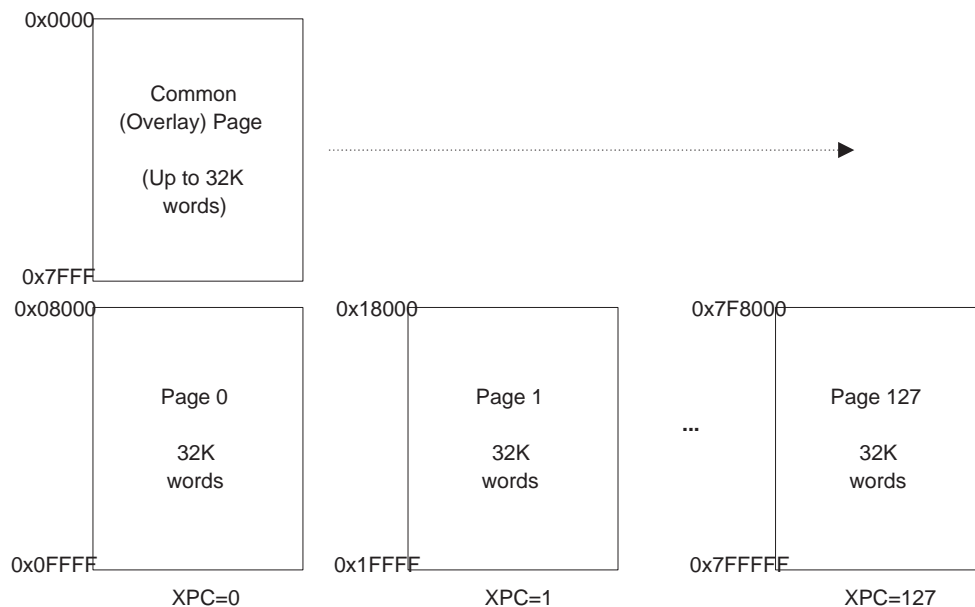 0x0000
Common
(Overlay) Page
(Up to 32K
words)
0x7FFF
0x08000
0x18000
0x7F8000
Page 0
Page 1
Page 127
...
32K
words
32K
words
32K
words
0x0FFFF
0x1FFFF
0x7FFFFF
XPC=0
XPC=1
XPC=127